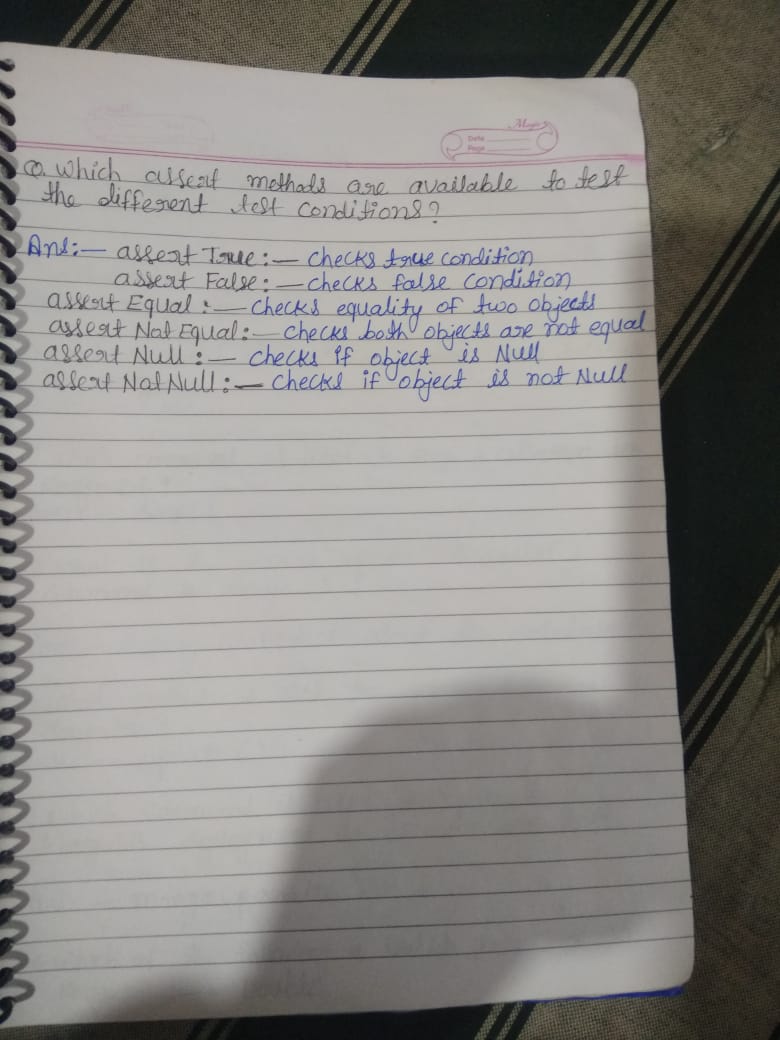 Magic
Date
Page
Q. Which assert methods are available to test
the different test conditions?
Ans:— assert True:— checks true condition
assert False:— checks false condition
assert Equal:— checks equality of two objects
assert Not Equal:— checks both objects are not equal
assert Null:— checks if object is Null
assert Not Null:— checks if object is not Null